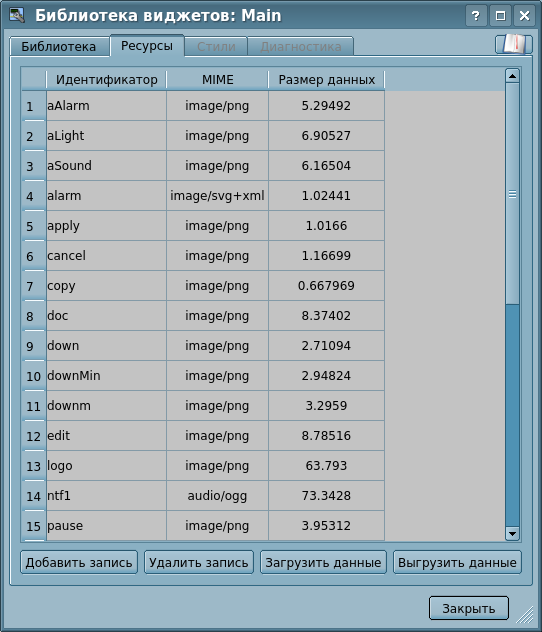 Библиотека виджетов: Main
Библиотека Ресурсы Стили Диагностика
Идентификатор MIME Размер данных
1 aAlarm image/png 5.29492
2 aLight image/png 6.90527
3 aSound image/png 6.16504
4 alarm image/svg+xml 1.02441
5 apply image/png 1.0166
6 cancel image/png 1.16699
7 copy image/png 0.667969
8 doc image/png 8.37402
9 down image/png 2.71094
10 downMin image/png 2.94824
11 downm image/png 3.2959
12 edit image/png 8.78516
13 logo image/png 63.793
14 ntf1 audio/ogg 73.3428
15 pause image/png 3.95312
Добавить запись Удалить запись Загрузить данные Выгрузить данные
Закрыть